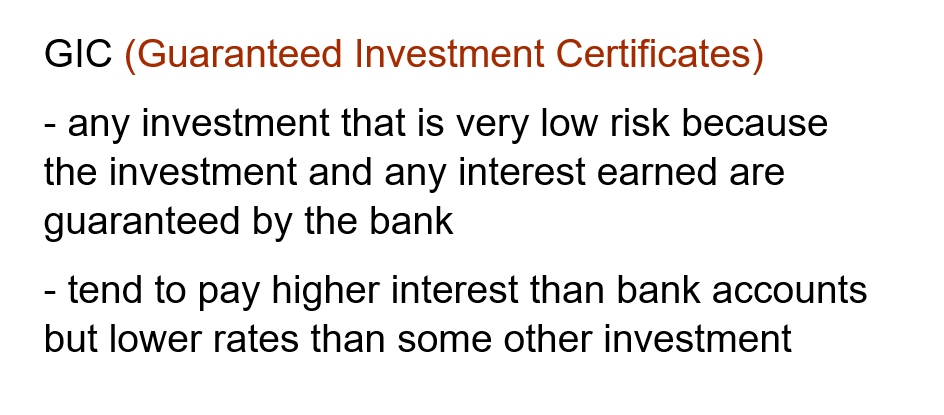 GIC (Guaranteed Investment Certificates)
- any investment that is very low risk because
the investment and any interest earned are
guaranteed by the bank
- tend to pay higher interest than bank accounts
but lower rates than some other investment